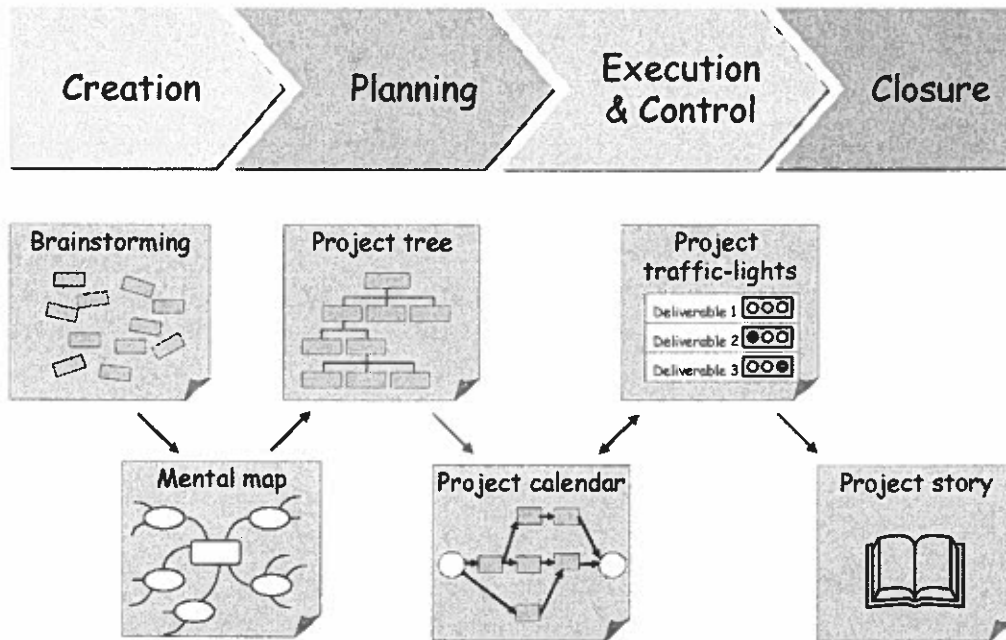 Creation
Planning
Execution
& Control
Closure
Brainstorming
Project tree
Project
traffic-lights
Deliverable 1
Deliverable 2
Deliverable 3
Mental map
Project calendar
Project story